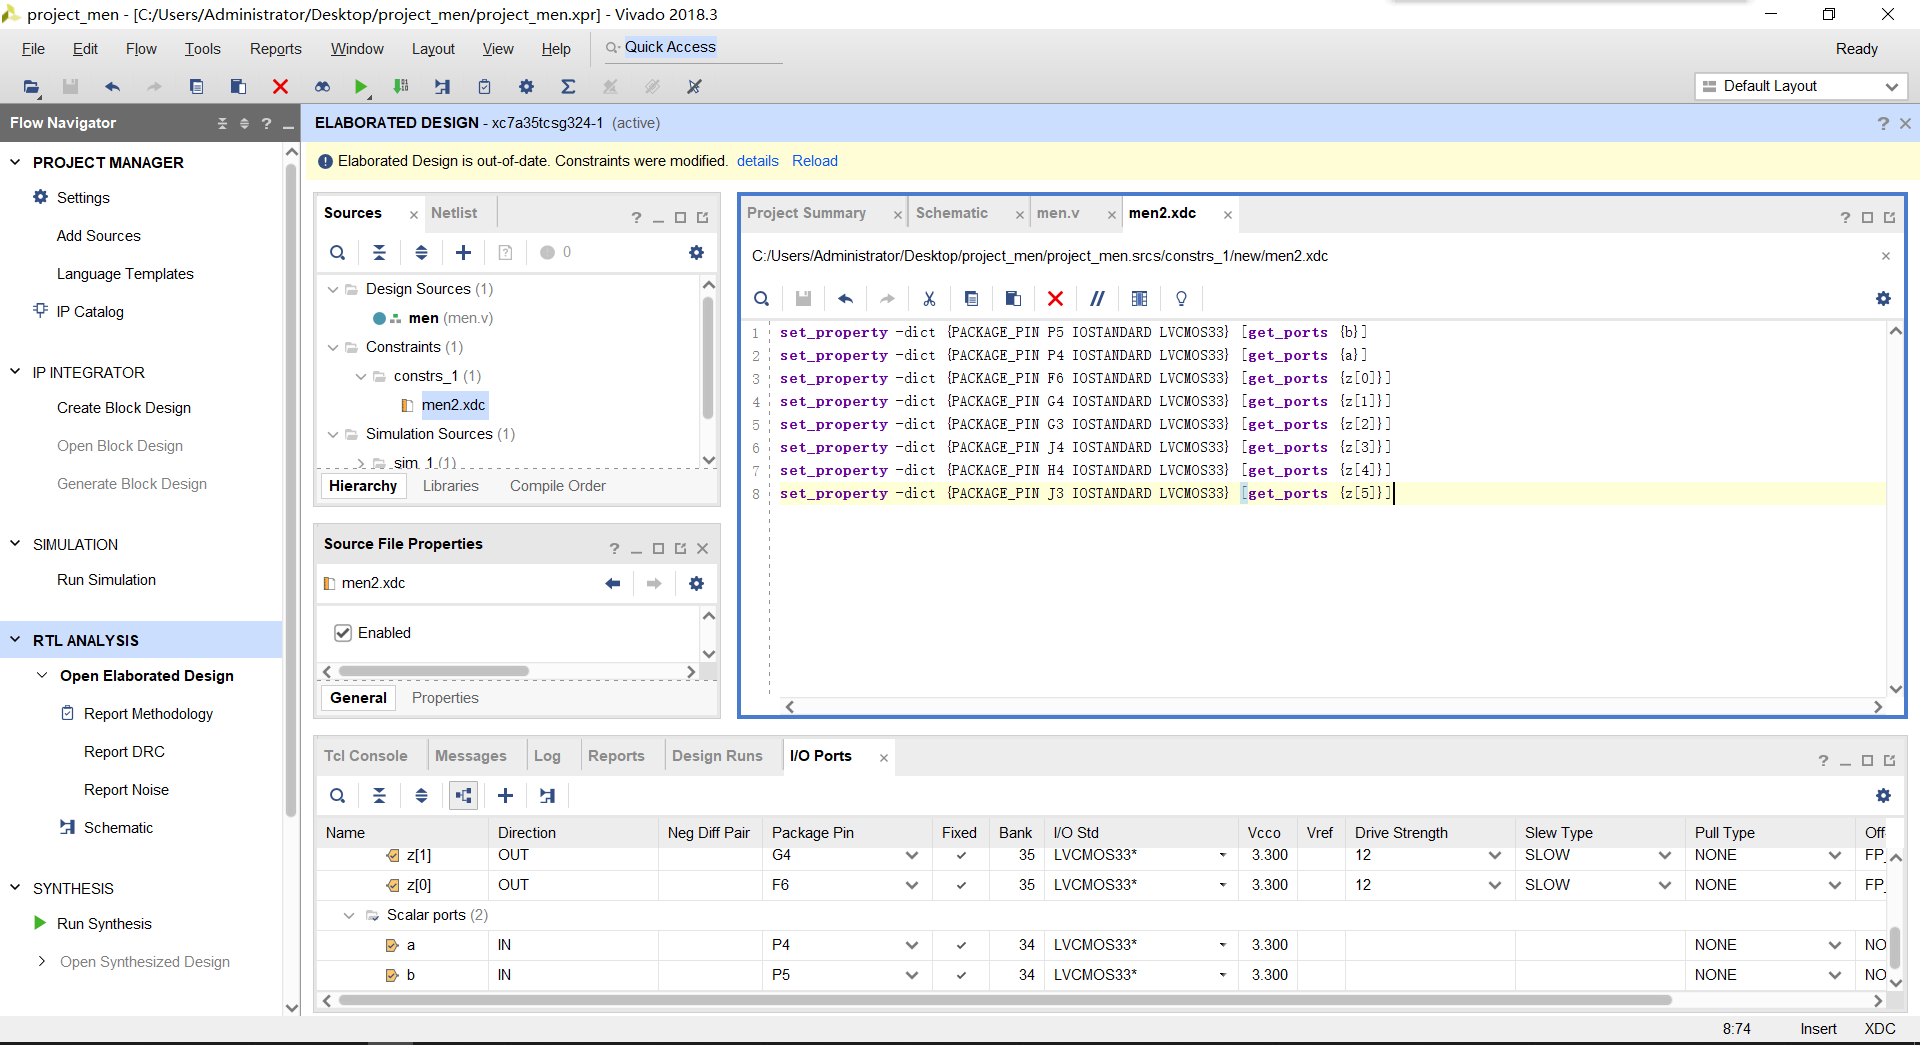 project_men - [C:/Users/Administrator/Desktop/project_men/project_men.xpr] - Vivado 2018.3
File Edit Flow Tools Reports Window Layout View Help Quick Access Ready
Default Layout
Flow Navigator
ELABORATED DESIGN - xc7a35tcsg324-1 (active)
Elaborated Design is out-of-date. Constraints were modified. details Reload
PROJECT MANAGER
Settings
Add Sources
Language Templates
IP Catalog
IP INTEGRATOR
Create Block Design
Open Block Design
Generate Block Design
SIMULATION
Run Simulation
RTL ANALYSIS
Open Elaborated Design
Report Methodology
Report DRC
Report Noise
Schematic
SYNTHESIS
Run Synthesis
Open Synthesized Design
Sources Netlist
0
Design Sources (1)
men (men.v)
Constraints (1)
constrs_1 (1)
men2.xdc
Simulation Sources (1)
sim_1 (1)
Hierarchy Libraries Compile Order
Source File Properties
men2.xdc
Enabled
General Properties
Project Summary Schematic men.v men2.xdc
C:/Users/Administrator/Desktop/project_men/project_men.srcs/constrs_1/new/men2.xdc
1 set_property -dict {PACKAGE_PIN P5 IOSTANDARD LVCMOS33} [get_ports {b}]
2 set_property -dict {PACKAGE_PIN P4 IOSTANDARD LVCMOS33} [get_ports {a}]
3 set_property -dict {PACKAGE_PIN F6 IOSTANDARD LVCMOS33} [get_ports {z[0]}]
4 set_property -dict {PACKAGE_PIN G4 IOSTANDARD LVCMOS33} [get_ports {z[1]}]
5 set_property -dict {PACKAGE_PIN G3 IOSTANDARD LVCMOS33} [get_ports {z[2]}]
6 set_property -dict {PACKAGE_PIN J4 IOSTANDARD LVCMOS33} [get_ports {z[3]}]
7 set_property -dict {PACKAGE_PIN H4 IOSTANDARD LVCMOS33} [get_ports {z[4]}]
8 set_property -dict {PACKAGE_PIN J3 IOSTANDARD LVCMOS33} [get_ports {z[5]}]
Tcl Console Messages Log Reports Design Runs I/O Ports
Name Direction Neg Diff Pair Package Pin Fixed Bank I/O Std Vcco Vref Drive Strength Slew Type Pull Type Off
z[1] OUT G4 35 LVCMOS33* 3.300 12 SLOW NONE FP_
z[0] OUT F6 35 LVCMOS33* 3.300 12 SLOW NONE FP_
Scalar ports (2)
a IN P4 34 LVCMOS33* 3.300 NONE NO
b IN P5 34 LVCMOS33* 3.300 NONE NO
8:74 Insert XDC